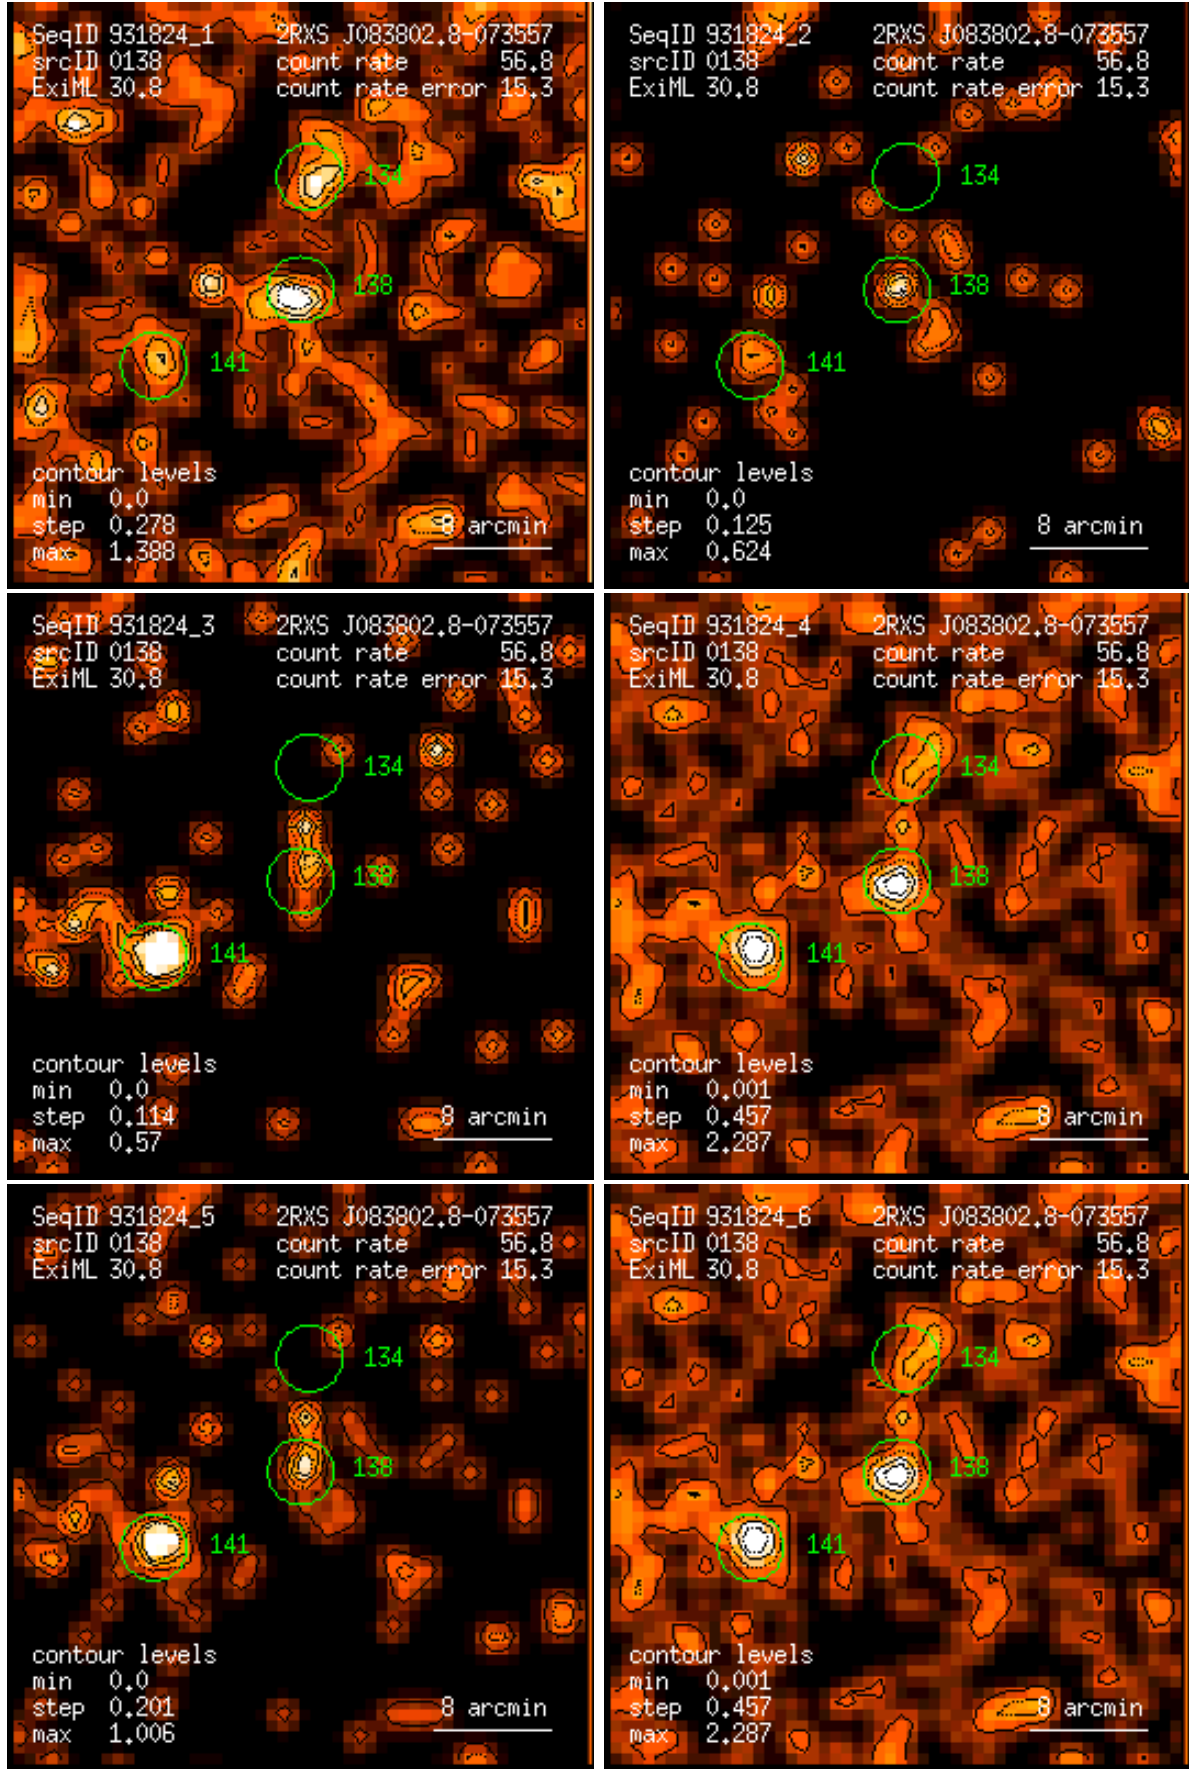 SeqID 931824_1 2RXS J083802.8-073557
srcID 0138 count rate 56.8
ExiML 30.8 count rate error 15.3
134
138
141
contour levels
min 0.0
step 0.278
max 1.388
8 arcmin
SeqID 931824_2 2RXS J083802.8-073557
srcID 0138 count rate 56.8
ExiML 30.8 count rate error 15.3
134
138
141
contour levels
min 0.0
step 0.125
max 0.624
8 arcmin
SeqID 931824_3 2RXS J083802.8-073557
srcID 0138 count rate 56.8
ExiML 30.8 count rate error 15.3
134
138
141
contour levels
min 0.0
step 0.114
max 0.57
8 arcmin
SeqID 931824_4 2RXS J083802.8-073557
srcID 0138 count rate 56.8
ExiML 30.8 count rate error 15.3
134
138
141
contour levels
min 0.001
step 0.457
max 2.287
8 arcmin
SeqID 931824_5 2RXS J083802.8-073557
srcID 0138 count rate 56.8
ExiML 30.8 count rate error 15.3
134
138
141
contour levels
min 0.0
step 0.201
max 1.006
8 arcmin
SeqID 931824_6 2RXS J083802.8-073557
srcID 0138 count rate 56.8
ExiML 30.8 count rate error 15.3
134
138
141
contour levels
min 0.001
step 0.457
max 2.287
8 arcmin